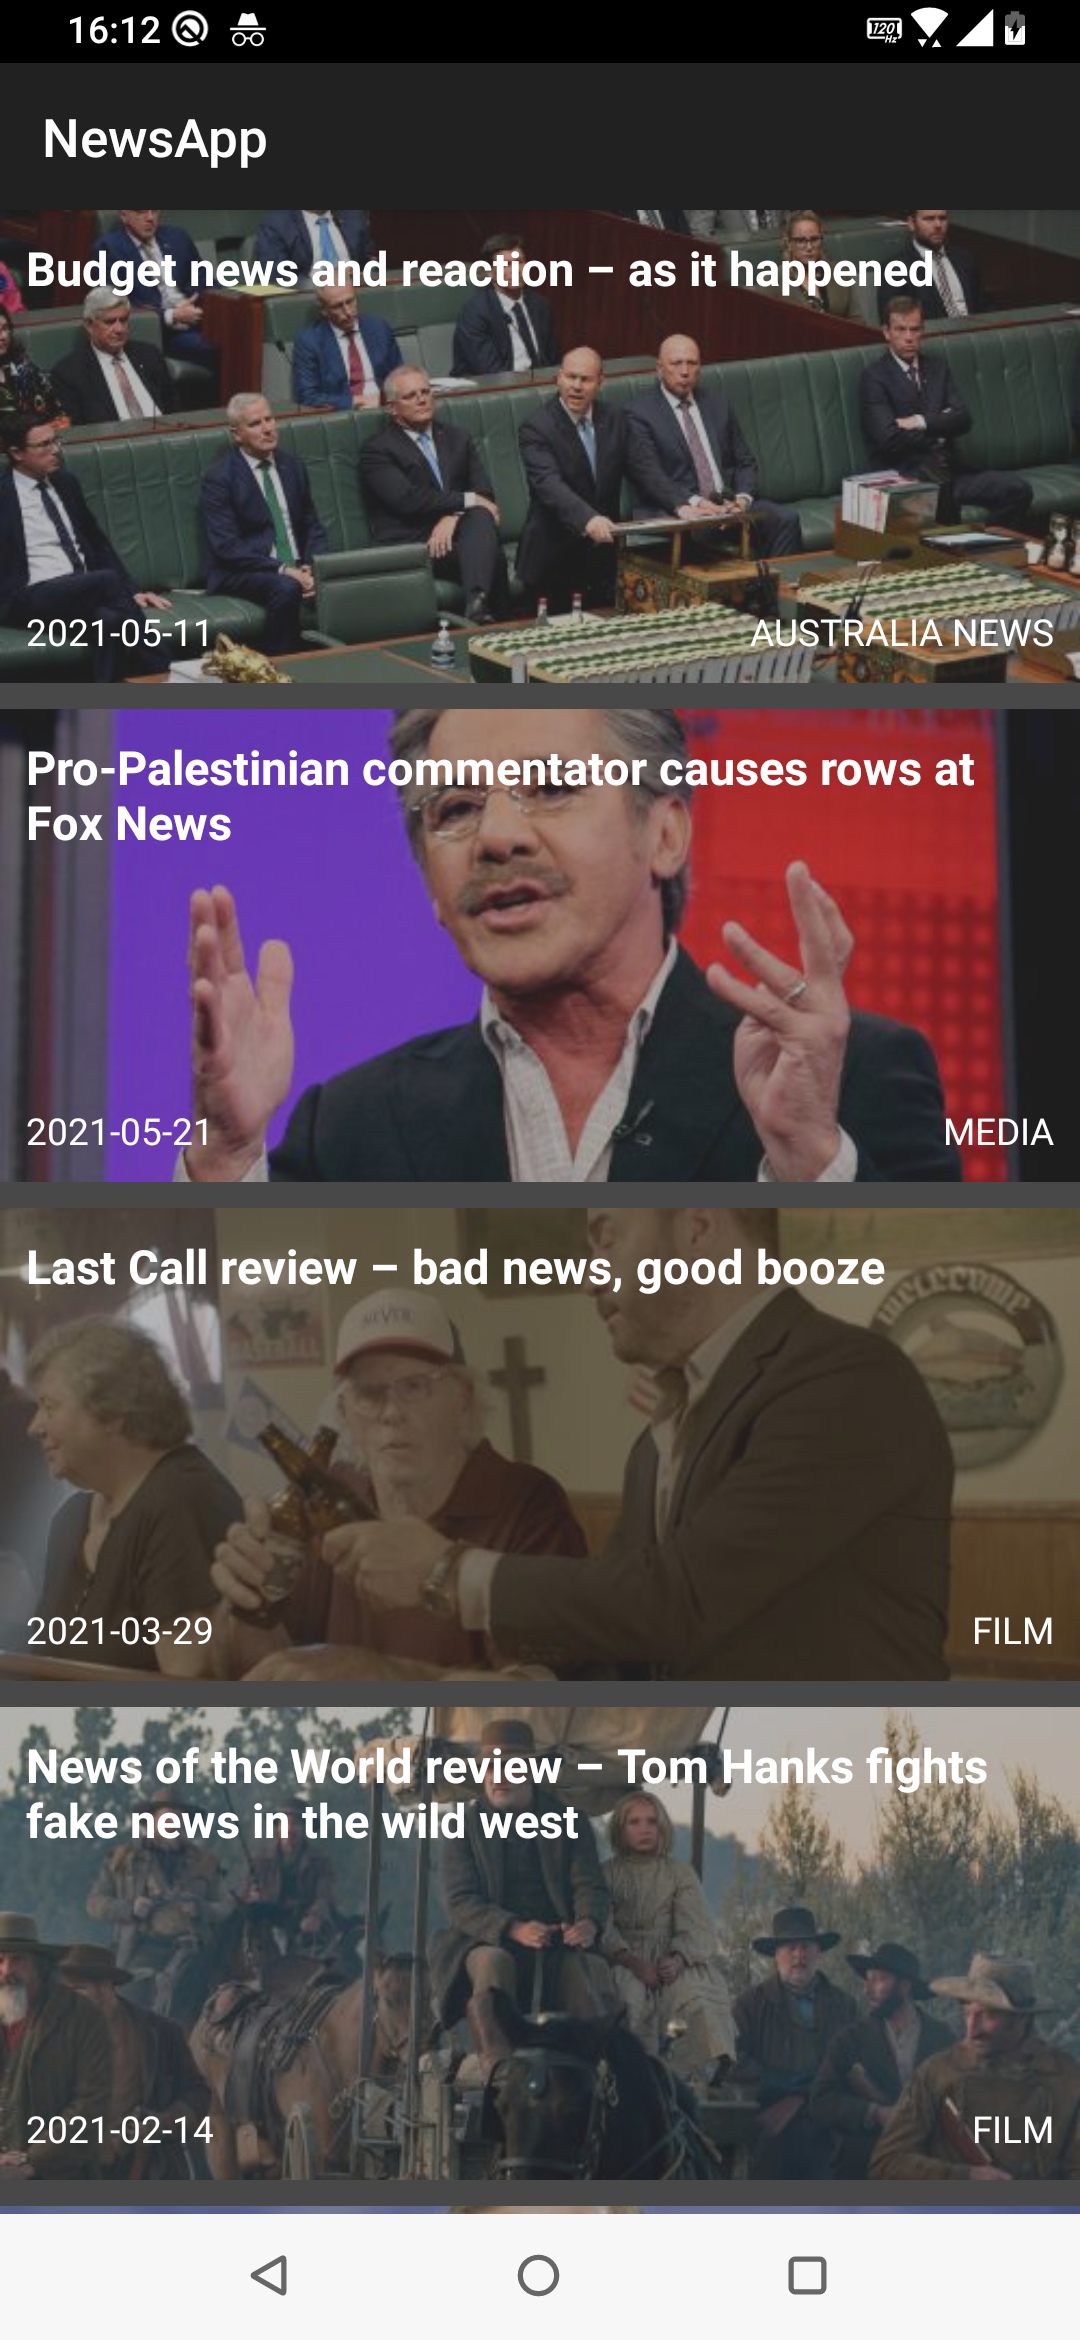 16:12
120
Hz
NewsApp
Budget news and reaction – as it happened
2021-05-11
AUSTRALIA NEWS
Pro-Palestinian commentator causes rows at
Fox News
2021-05-21
MEDIA
Last Call review – bad news, good booze
2021-03-29
FILM
News of the World review – Tom Hanks fights
fake news in the wild west
2021-02-14
FILM